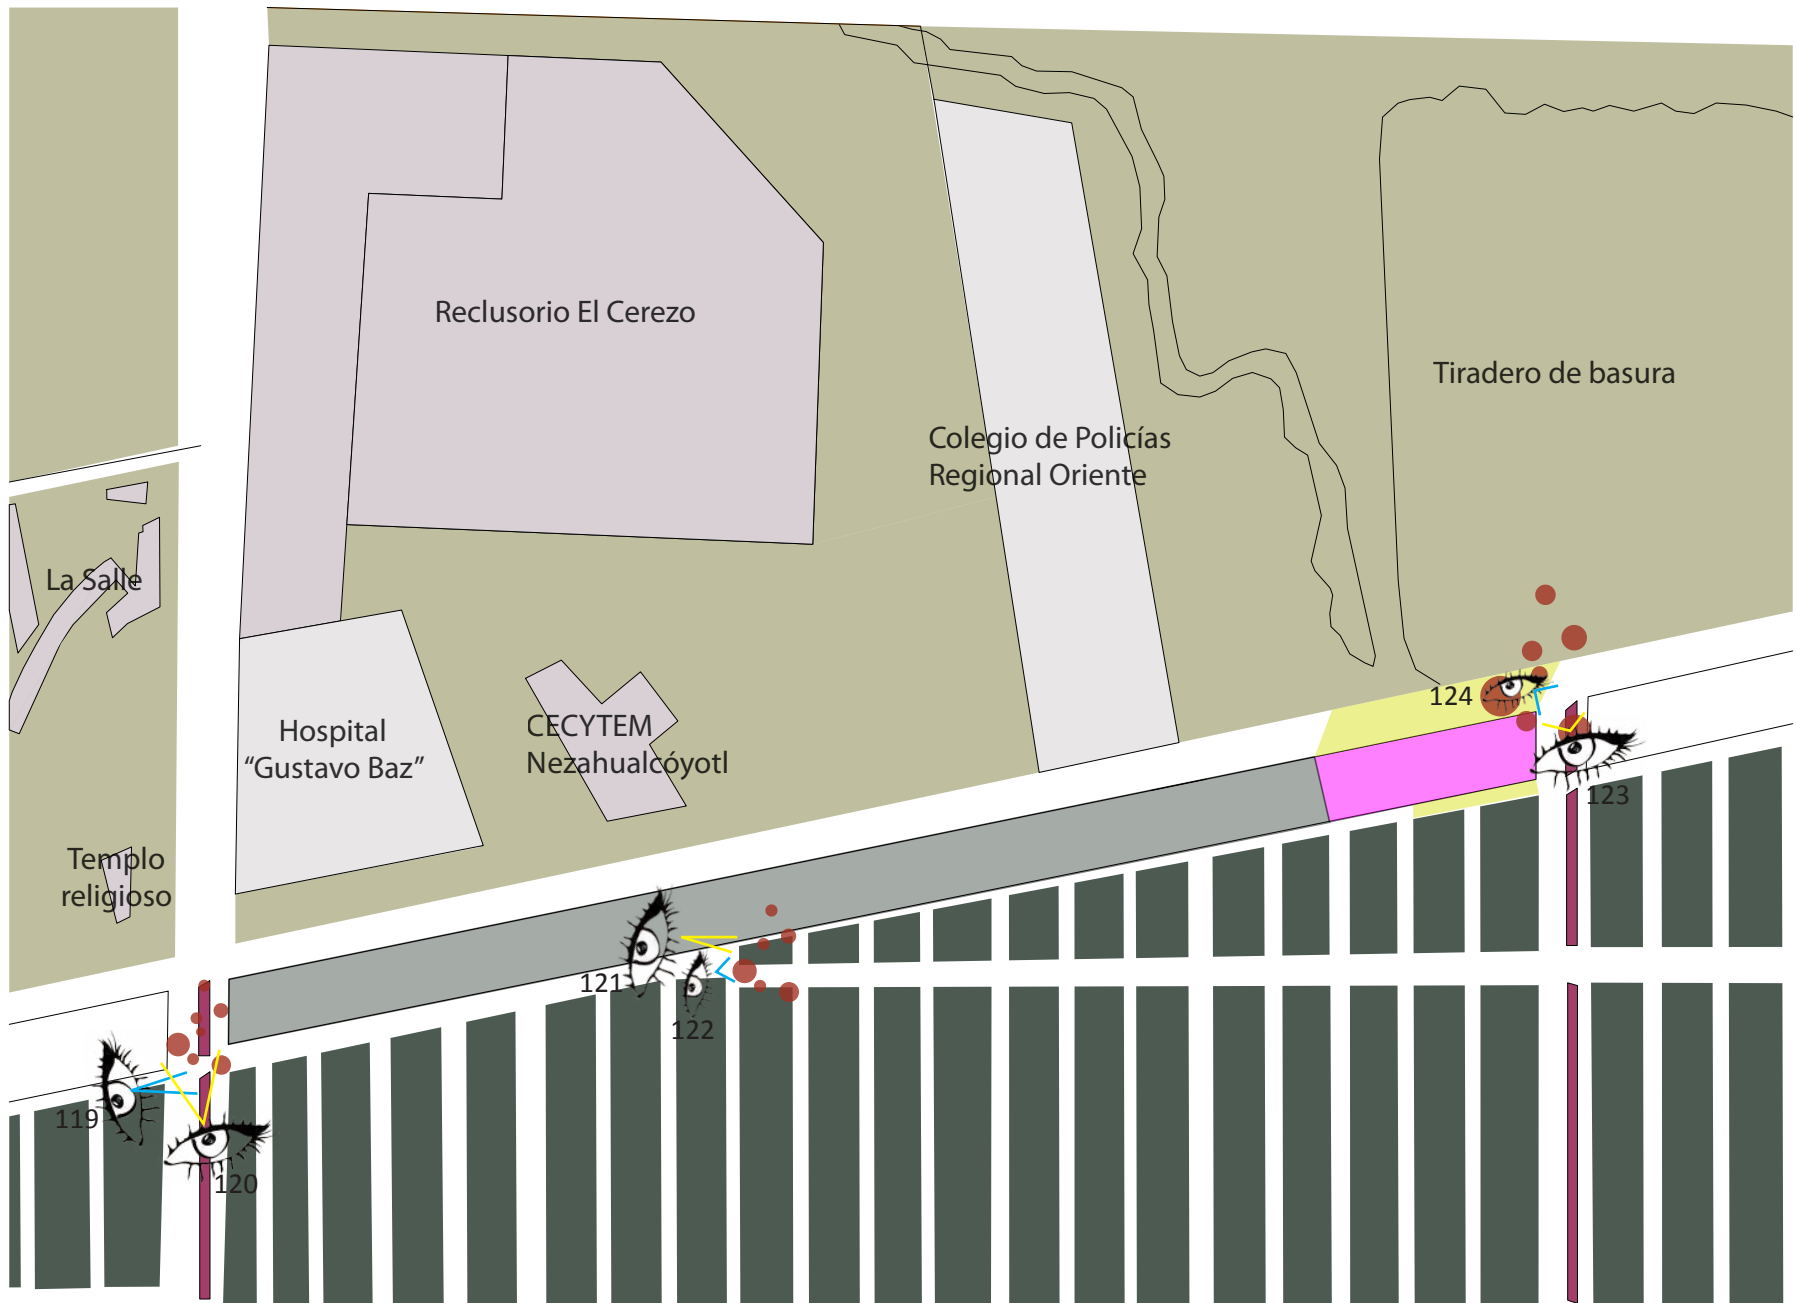 Reclusorio El Cerezo
Tiradero de basura
Colegio de Policías
Regional Oriente
La Salle
124
Hospital
“Gustavo Baz”
CECYTEM
Nezahualcóyotl
123
Templo
religioso
121
122
119
120